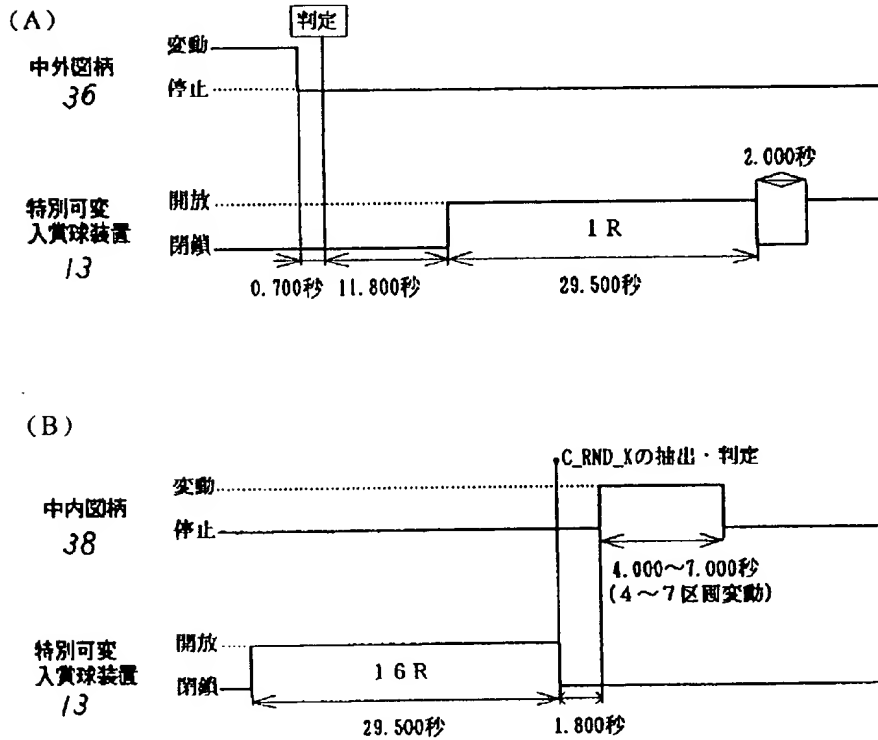 (A)
判定
変動
中外図柄
36
停止
2.000秒
特別可変
入賞球装置
13
開放
1R
閉鎖
0.700秒 11.800秒
29.500秒
(B)
C_RND_Xの抽出・判定
変動
中内図柄
38
停止
4.000～7.000秒
(4～7区画変動)
特別可変
入賞球装置
13
開放
16R
閉鎖
29.500秒
1.800秒